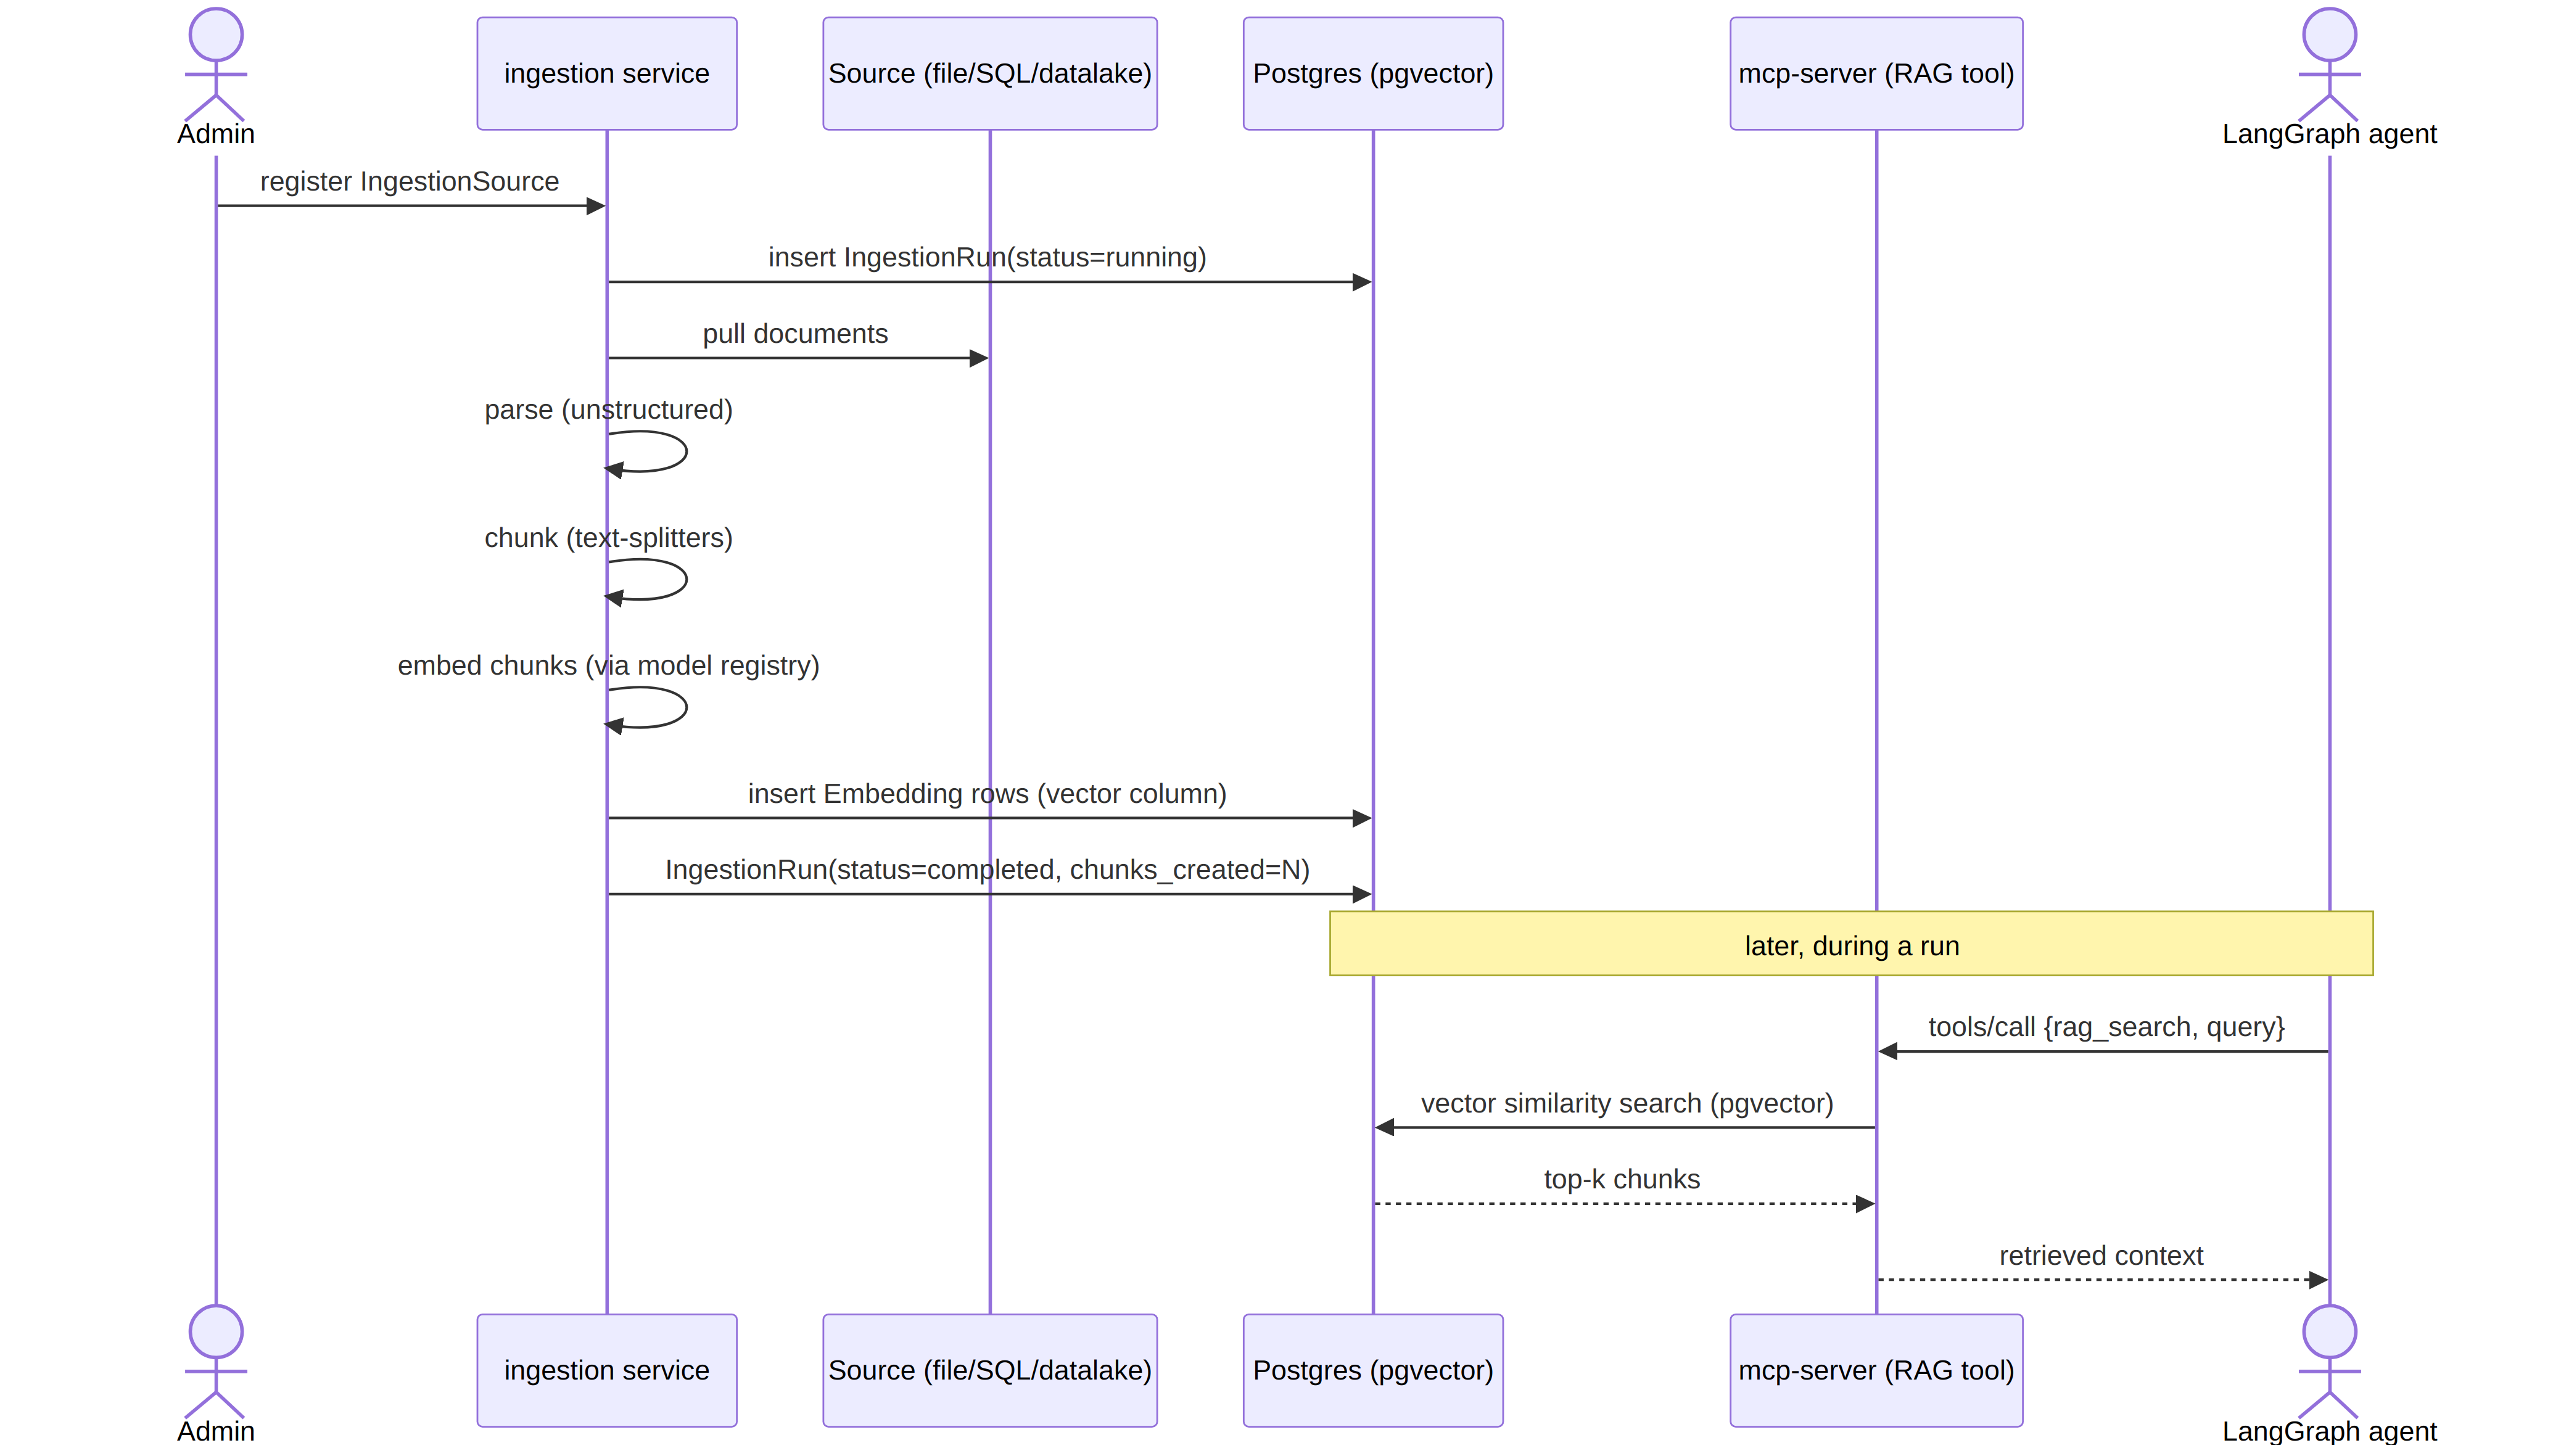 Admin
ingestion service
Source (file/SQL/datalake)
Postgres (pgvector)
mcp-server (RAG tool)
LangGraph agent
register IngestionSource
insert IngestionRun(status=running)
pull documents
parse (unstructured)
chunk (text-splitters)
embed chunks (via model registry)
insert Embedding rows (vector column)
IngestionRun(status=completed, chunks_created=N)
later, during a run
tools/call {rag_search, query}
vector similarity search (pgvector)
top-k chunks
retrieved context
Admin
ingestion service
Source (file/SQL/datalake)
Postgres (pgvector)
mcp-server (RAG tool)
LangGraph agent